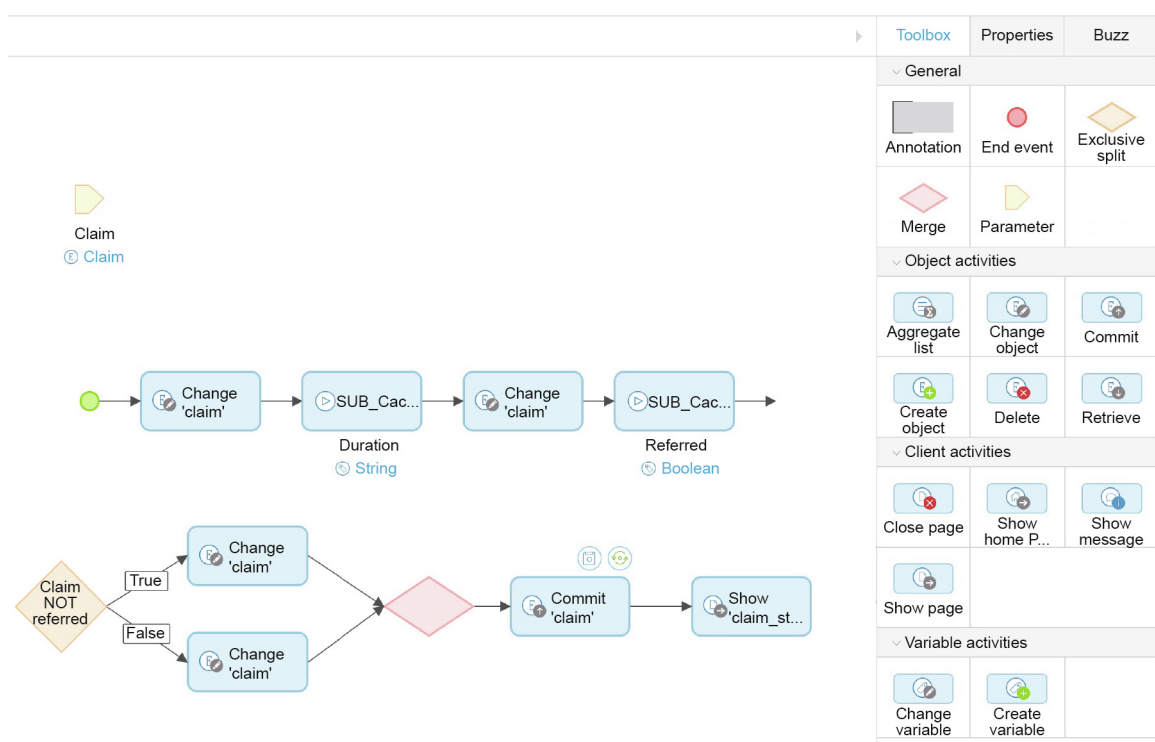 Toolbox
Properties
Buzz
General
Annotation
End event
Exclusive
split
Merge
Parameter
Object activities
Aggregate
list
Change
object
Commit
Create
object
Delete
Retrieve
Client activities
Close page
Show
home P...
Show
message
Show page
Variable activities
Change
variable
Create
variable
Claim
Claim
Change
'claim'
SUB_Cac...
Duration
String
Change
'claim'
SUB_Cac...
Referred
Boolean
Claim
NOT
referred
True
False
Change
'claim'
Change
'claim'
Commit
'claim'
Show
'claim_st...